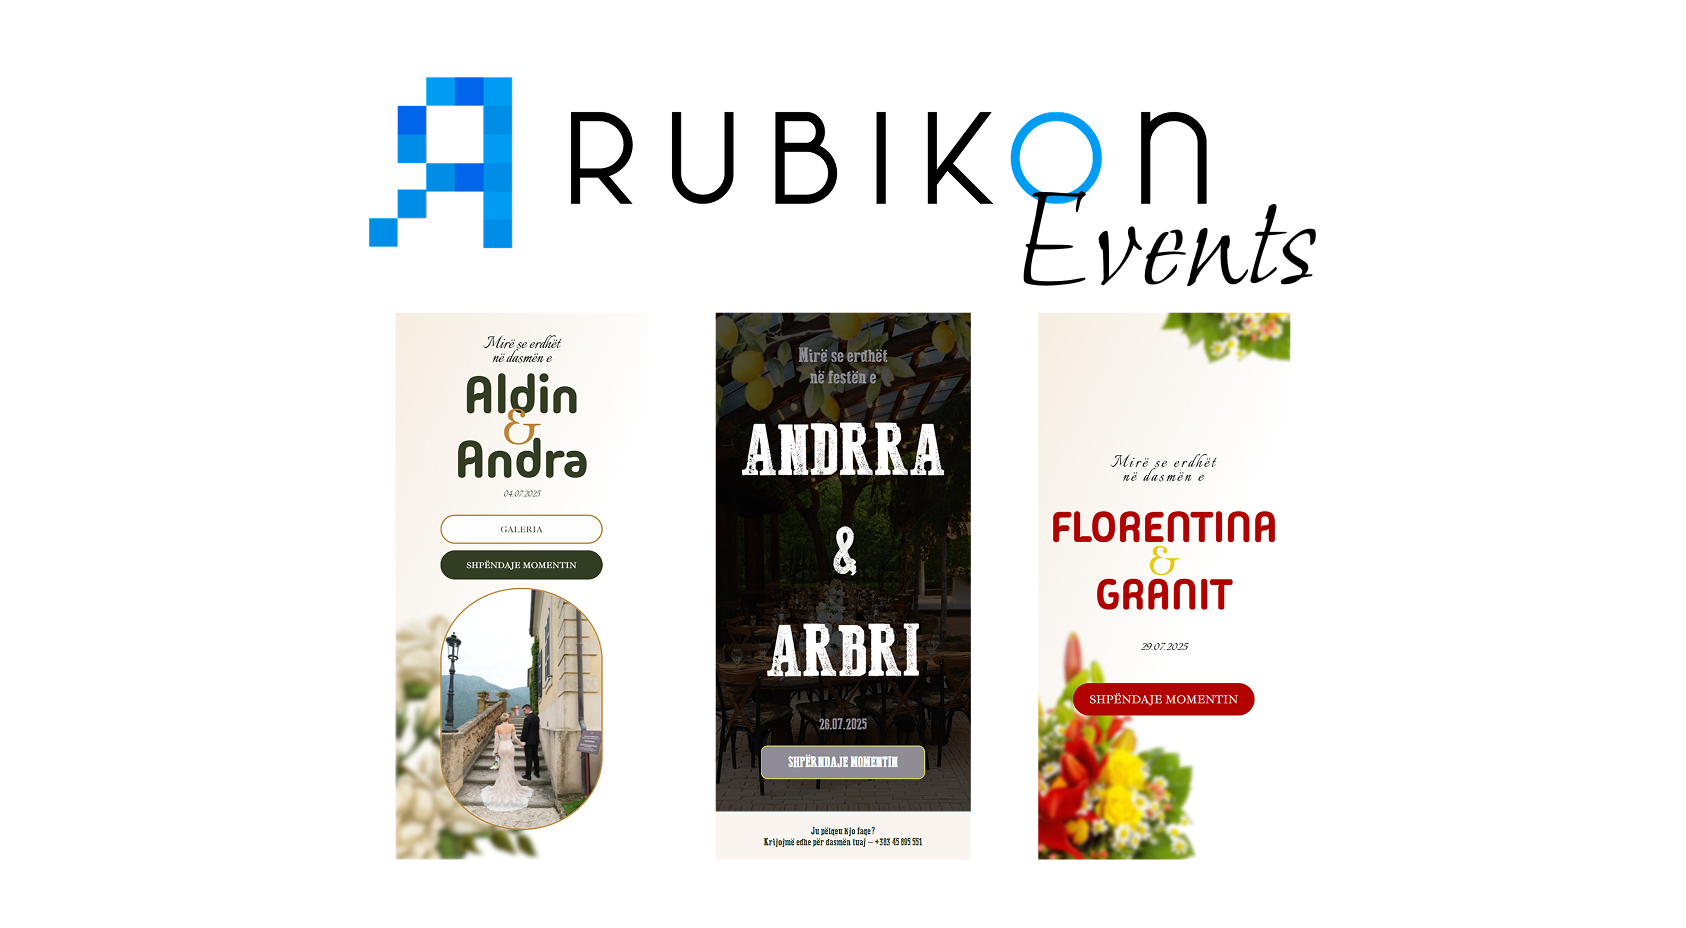 RUBIKON
Events
Mirë se erdhët
në dasmën e
Aldin
&
Andra
04.07.2025
GALERIA
SHPËNDAJE MOMENTIN
Mirë se erdhët
në festën e
ANDRRA
&
ARBRI
26.07.2025
SHPËRNDAJE MOMENTIN
Ju pëlqeu kjo faqe?
Krijojmë edhe për dasmën tuaj – +383 45 895 551
Mirë se erdhët
në dasmën e
FLORENTINA
&
GRANIT
29.07.2025
SHPËNDAJE MOMENTIN